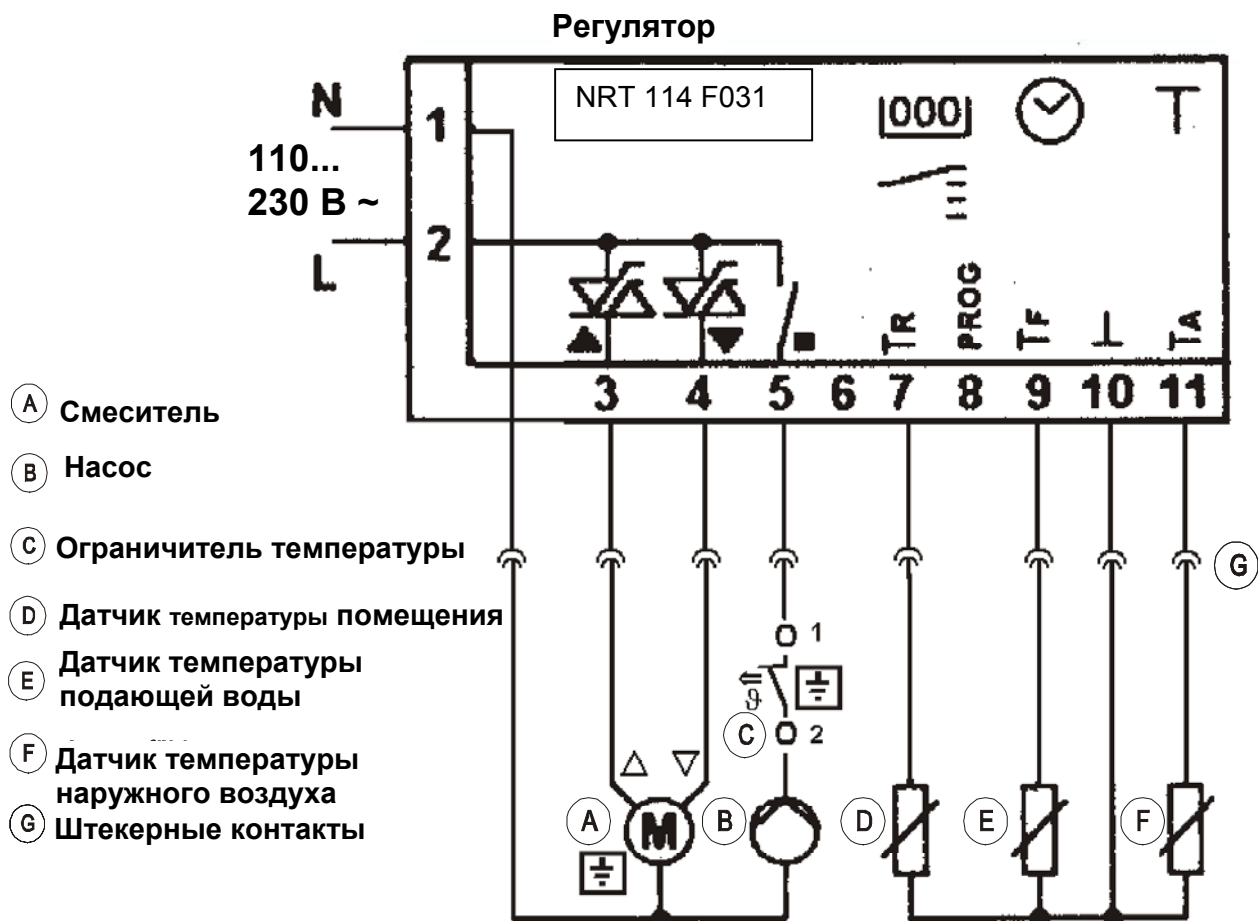 Регулятор
NRT 114 F031
000
N
1
110...
230 В ~
2
L
TR
PROG
TF
TA
3 4 5 6 7 8 9 10 11
A Смеситель
B Насос
C Ограничитель температуры
G
D Датчик температуры помещения
1
E Датчик температуры
подающей воды
ϑ
C 2
F Датчик температуры
наружного воздуха
G Штекерные контакты
A M B D E F